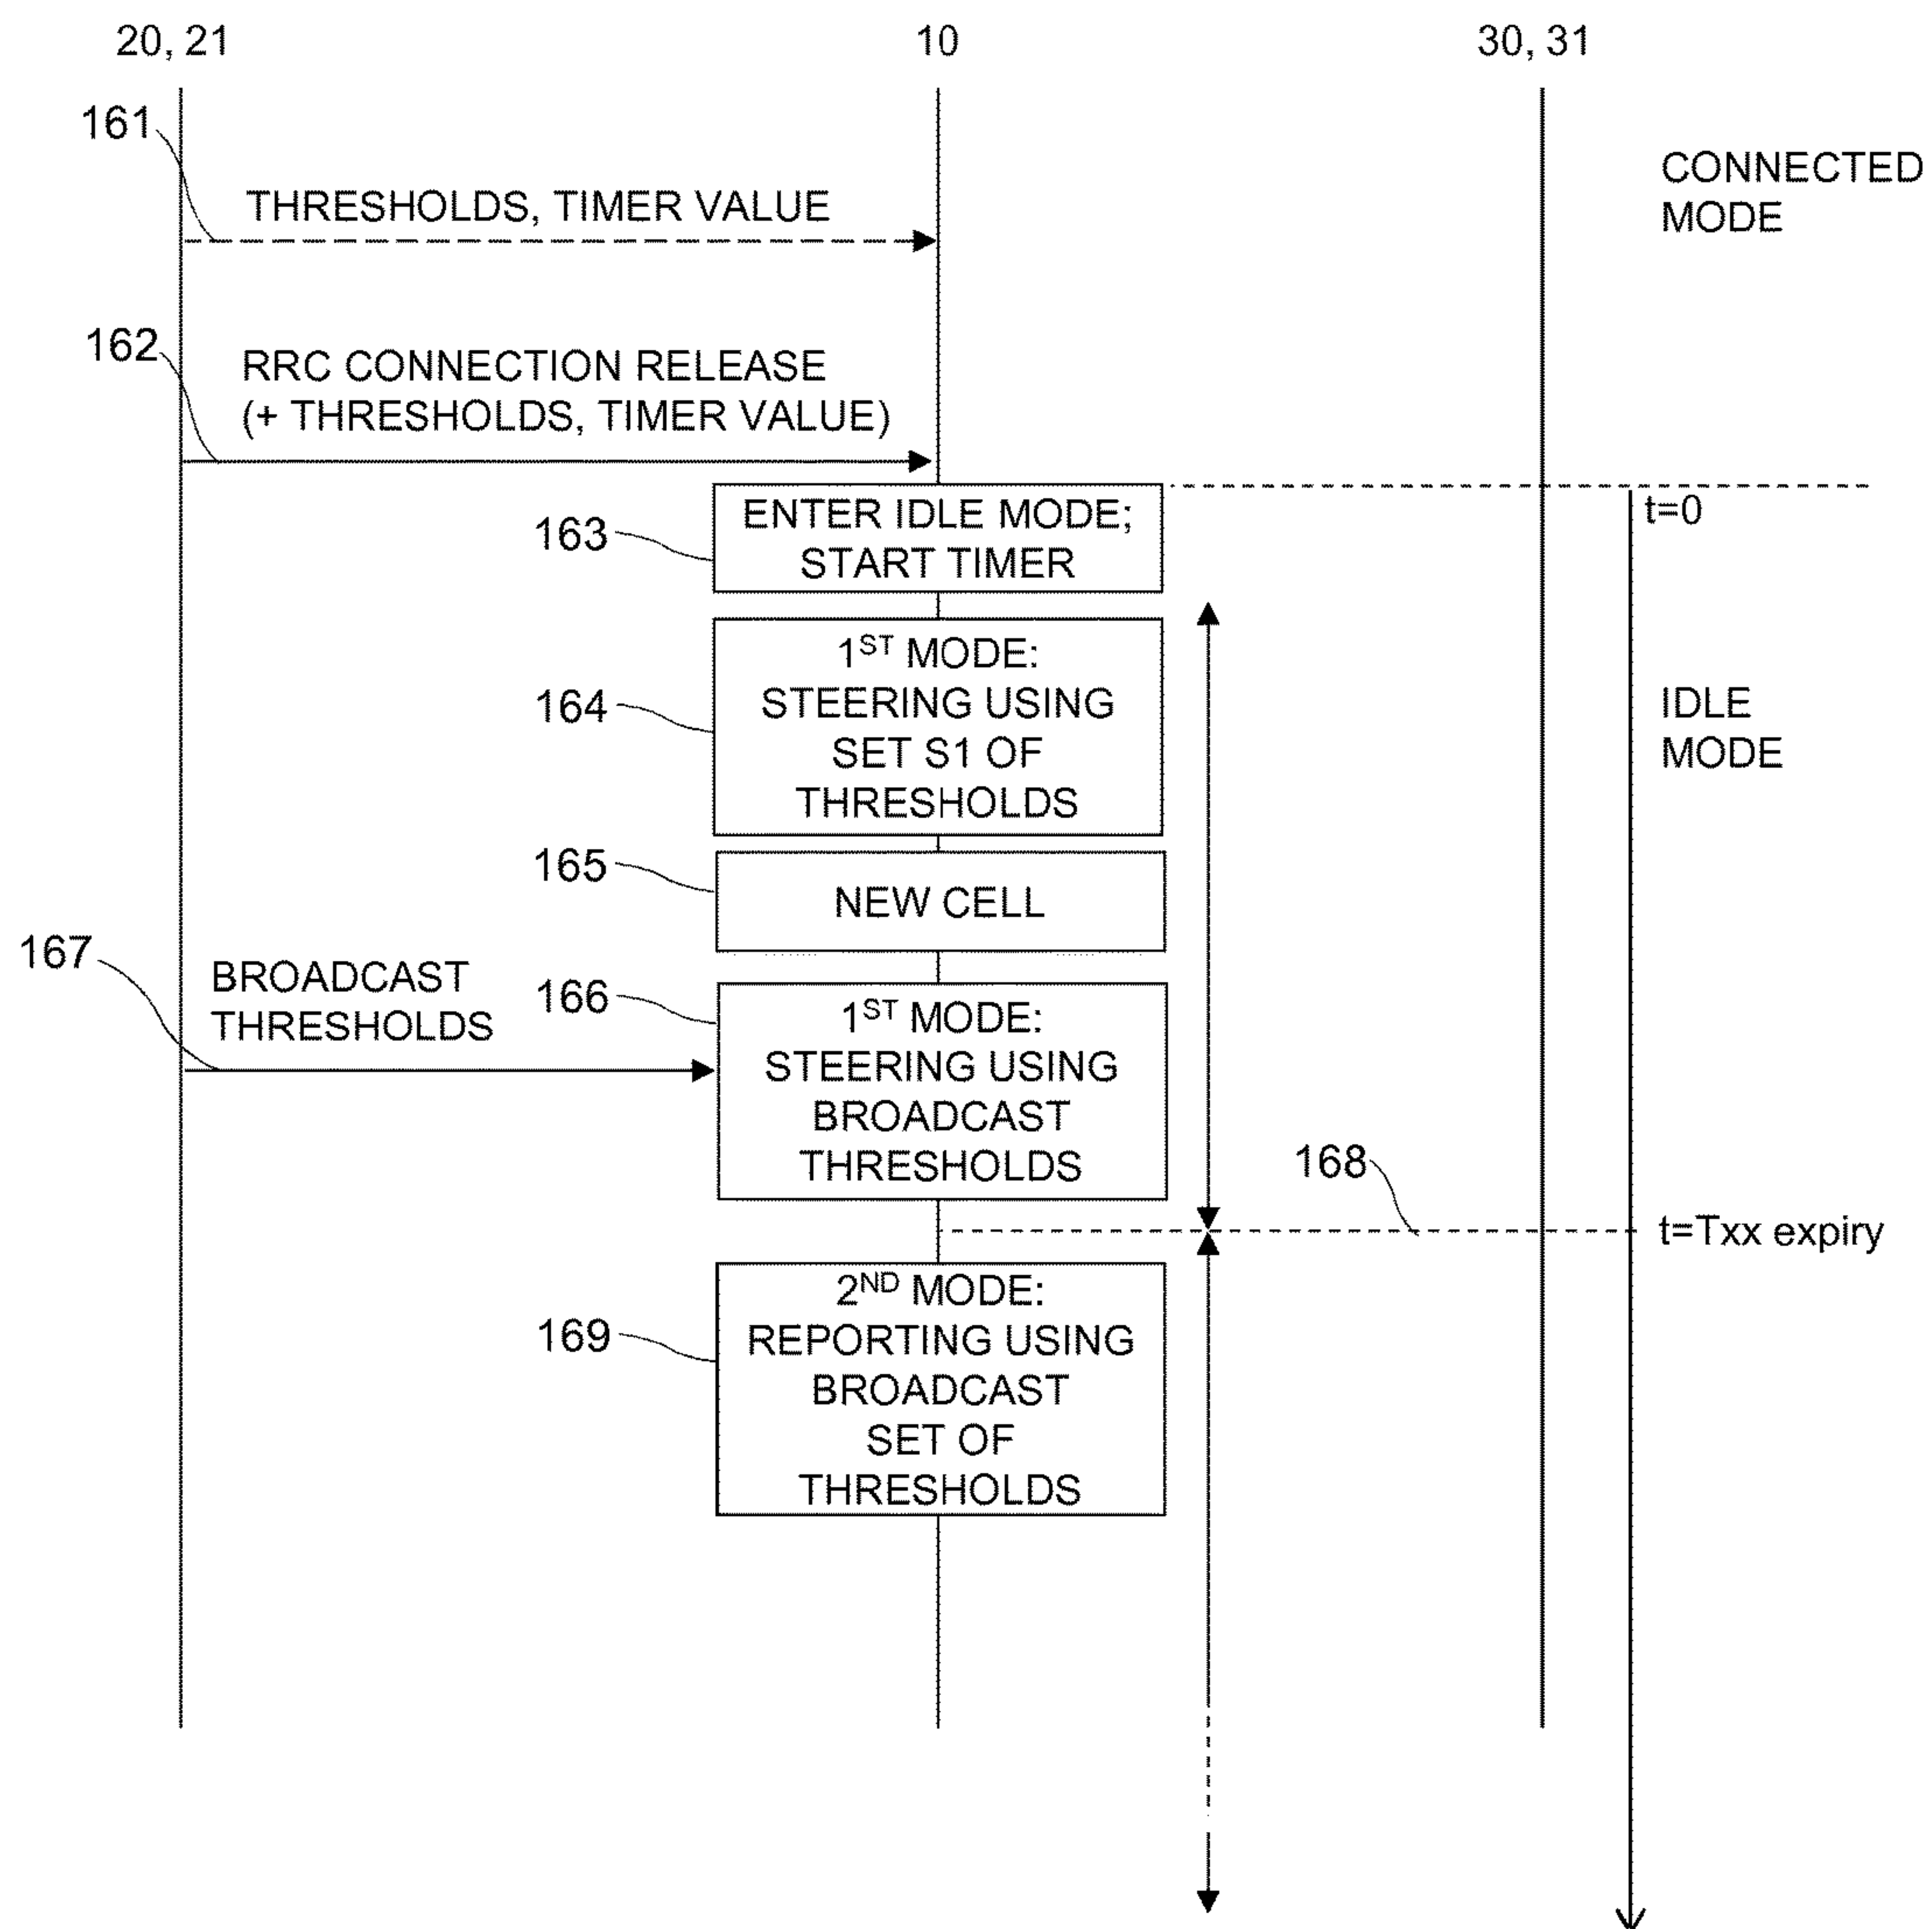 20, 21
10
30, 31
161
THRESHOLDS, TIMER VALUE
CONNECTED
MODE
162
RRC CONNECTION RELEASE
(+ THRESHOLDS, TIMER VALUE)
163
ENTER IDLE MODE;
START TIMER
t=0
164
1ST MODE:
STEERING USING
SET S1 OF
THRESHOLDS
IDLE
MODE
165
NEW CELL
167
BROADCAST
THRESHOLDS
166
1ST MODE:
STEERING USING
BROADCAST
THRESHOLDS
168
t=Txx expiry
169
2ND MODE:
REPORTING USING
BROADCAST
SET OF
THRESHOLDS